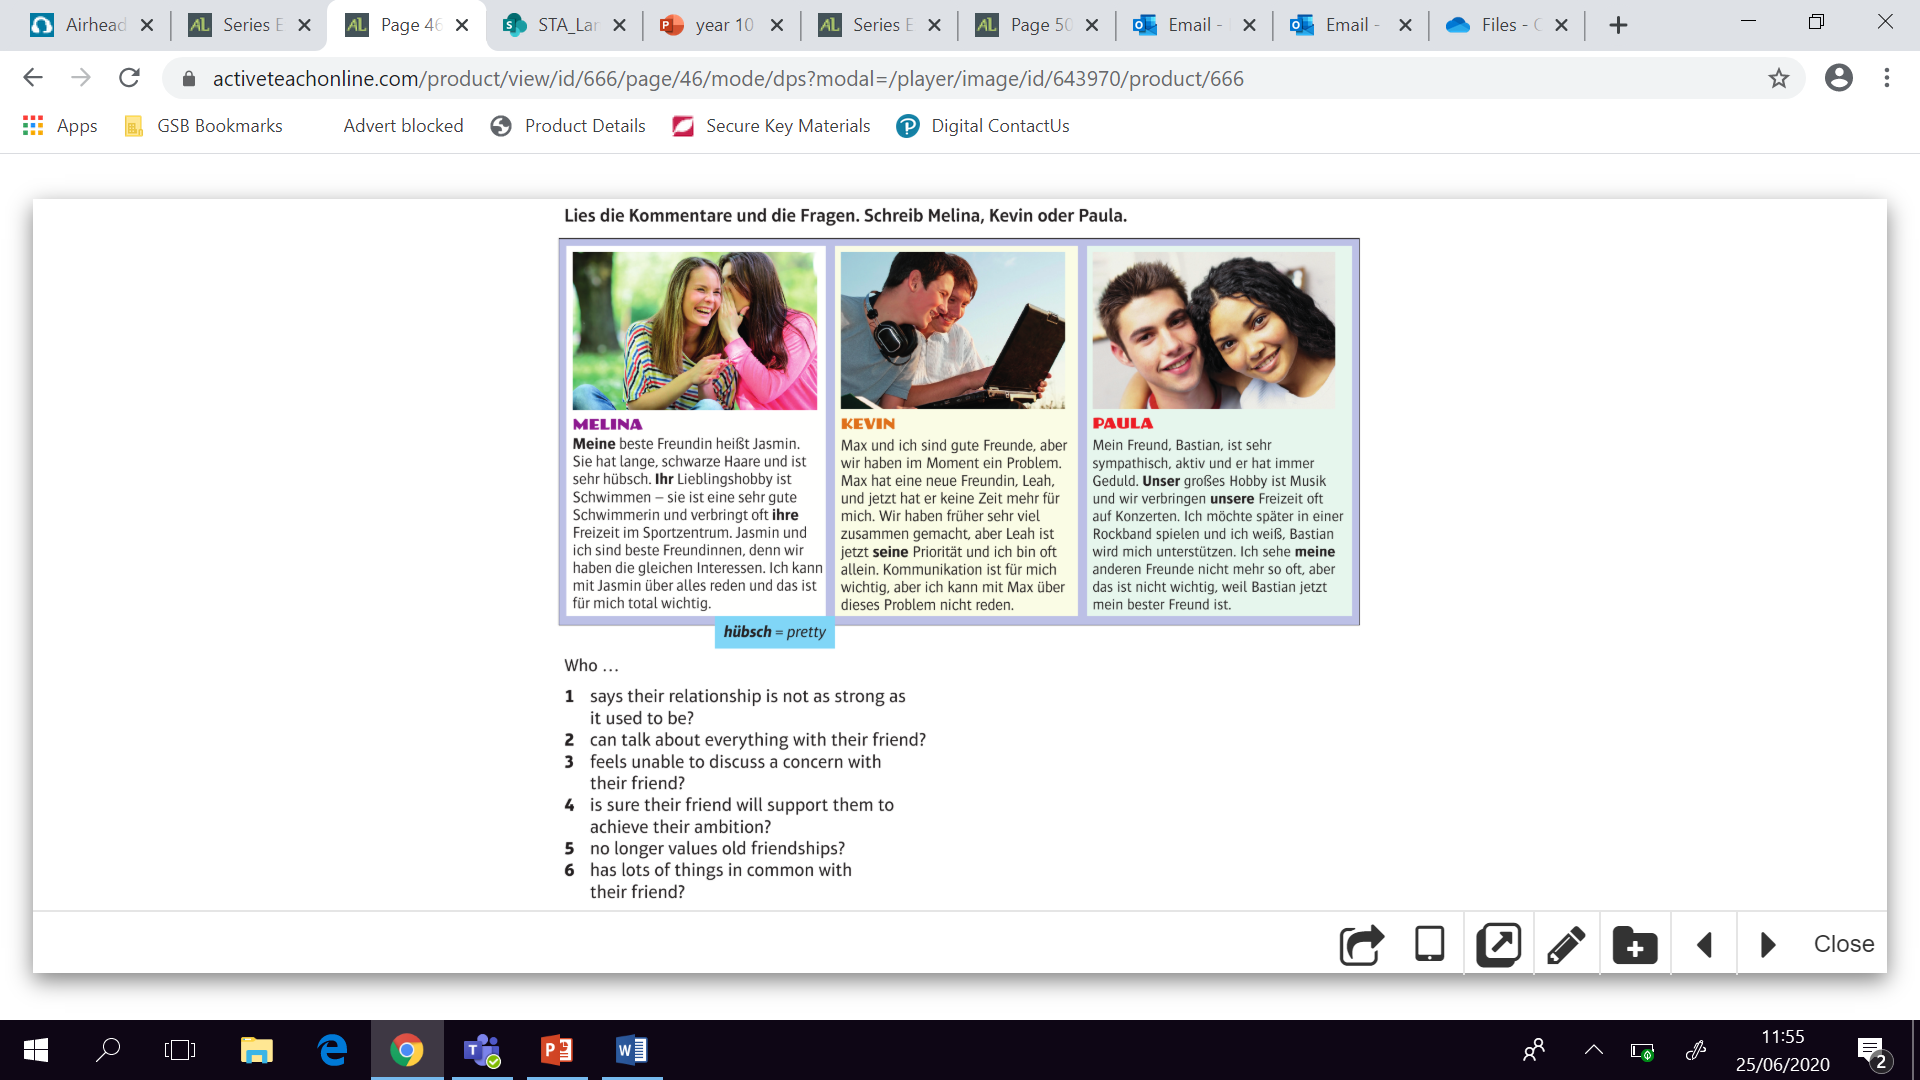 Airhead
Series E
Page 46
STA_Lar
year 10
Series E
Page 50
Email -
Email -
Files - C
activeteachonline.com/product/view/id/666/page/46/mode/dps?modal=/player/image/id/643970/product/666
Apps
GSB Bookmarks
Advert blocked
Product Details
Secure Key Materials
Digital ContactUs
Lies die Kommentare und die Fragen. Schreib Melina, Kevin oder Paula.
MELINA
Meine beste Freundin heißt Jasmin.
Sie hat lange, schwarze Haare und ist
sehr hübsch. Ihr Lieblingshobby ist
Schwimmen – sie ist eine sehr gute
Schwimmerin und verbringt oft ihre
Freizeit im Sportzentrum. Jasmin und
ich sind beste Freundinnen, denn wir
haben die gleichen Interessen. Ich kann
mit Jasmin über alles reden und das ist
für mich total wichtig.
hübsch = pretty
KEVIN
Max und ich sind gute Freunde, aber
wir haben im Moment ein Problem.
Max hat eine neue Freundin, Leah,
und jetzt hat er keine Zeit mehr für
mich. Wir haben früher sehr viel
zusammen gemacht, aber Leah ist
jetzt seine Priorität und ich bin oft
allein. Kommunikation ist für mich
wichtig, aber ich kann mit Max über
dieses Problem nicht reden.
PAULA
Mein Freund, Bastian, ist sehr
sympathisch, aktiv und er hat immer
Geduld. Unser großes Hobby ist Musik
und wir verbringen unsere Freizeit oft
auf Konzerten. Ich möchte später in einer
Rockband spielen und ich weiß, Bastian
wird mich unterstützen. Ich sehe meine
anderen Freunde nicht mehr so oft, aber
das ist nicht wichtig, weil Bastian jetzt
mein bester Freund ist.
Who …
1 says their relationship is not as strong as
it used to be?
2 can talk about everything with their friend?
3 feels unable to discuss a concern with
their friend?
4 is sure their friend will support them to
achieve their ambition?
5 no longer values old friendships?
6 has lots of things in common with
their friend?
Close
11:55
25/06/2020
2